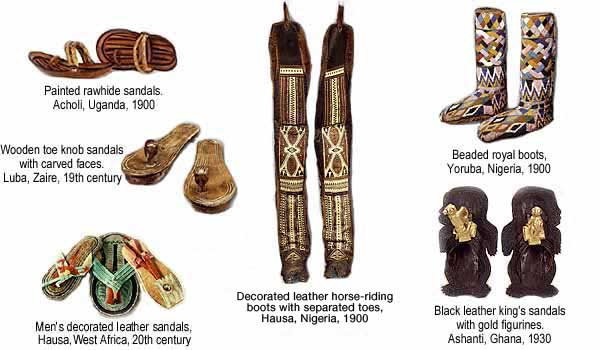 Painted rawhide sandals.
Acholi, Uganda, 1900
Wooden toe knob sandals
with carved faces.
Luba, Zaire, 19th century
Men's decorated leather sandals,
Hausa, West Africa, 20th century
Decorated leather horse-riding
boots with separated toes,
Hausa, Nigeria, 1900
Beaded royal boots,
Yoruba, Nigeria, 1900
Black leather king's sandals
with gold figurines.
Ashanti, Ghana, 1930